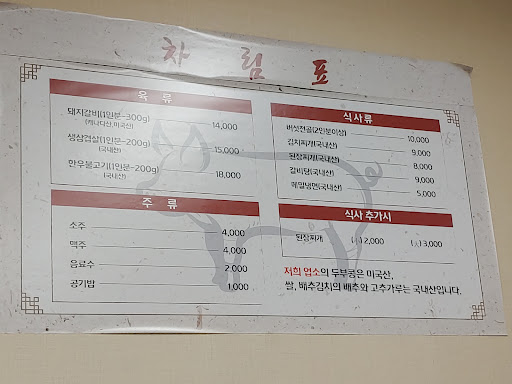 차림표
육 류
돼지갈비(1인분-300g) 14,000
(캐나다산,미국산)
생삼겹살(1인분-200g) 15,000
(국내산)
한우불고기(1인분-200g) 18,000
(국내산)
주 류
소주 4,000
맥주 4,000
음료수 2,000
공기밥 1,000
식사류
버섯전골(2인분이상) 10,000
김치찌개(국내산) 9,000
된장찌개(국내산) 8,000
갈비탕(국내산) 9,000
메밀냉면(국내산) 5,000
식사 추가시
된장찌개 (소) 2,000 (大) 3,000
저희 업소의 두부콩은 미국산,
쌀, 배추김치의 배추와 고추가루는 국내산입니다.